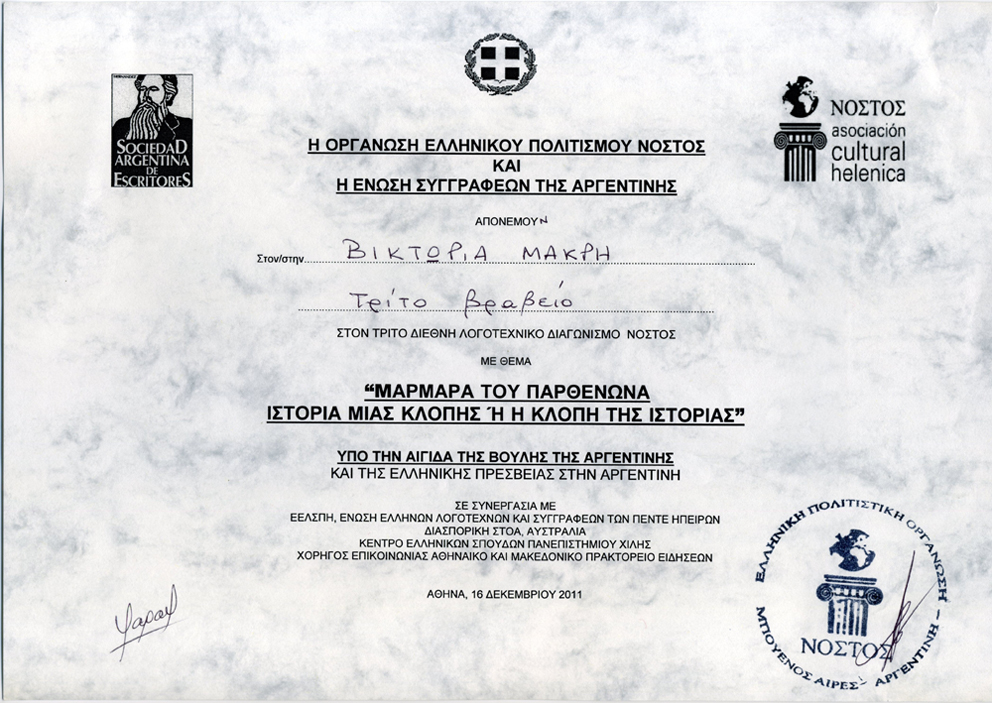 SOCIEDAD
ARGENTINA
DE
ESCRITORES
ΝΟΣΤΟΣ
asociación
cultural
helenica
Η ΟΡΓΑΝΩΣΗ ΕΛΛΗΝΙΚΟΥ ΠΟΛΙΤΙΣΜΟΥ ΝΟΣΤΟΣ
ΚΑΙ
Η ΕΝΩΣΗ ΣΥΓΓΡΑΦΕΩΝ ΤΗΣ ΑΡΓΕΝΤΙΝΗΣ
ΑΠΟΝΕΜΟΥΝ
Στον/στην ΒΙΚΤΩΡΙΑ ΜΑΚΡΗ
Τρίτο βραβείο
ΣΤΟΝ ΤΡΙΤΟ ΔΙΕΘΝΗ ΛΟΓΟΤΕΧΝΙΚΟ ΔΙΑΓΩΝΙΣΜΟ ΝΟΣΤΟΣ
ΜΕ ΘΕΜΑ
“ΜΑΡΜΑΡΑ ΤΟΥ ΠΑΡΘΕΝΩΝΑ
ΙΣΤΟΡΙΑ ΜΙΑΣ ΚΛΟΠΗΣ Ή Η ΚΛΟΠΗ ΤΗΣ ΙΣΤΟΡΙΑΣ”
ΥΠΟ ΤΗΝ ΑΙΓΙΔΑ ΤΗΣ ΒΟΥΛΗΣ ΤΗΣ ΑΡΓΕΝΤΙΝΗΣ
ΚΑΙ ΤΗΣ ΕΛΛΗΝΙΚΗΣ ΠΡΕΣΒΕΙΑΣ ΣΤΗΝ ΑΡΓΕΝΤΙΝΗ
ΣΕ ΣΥΝΕΡΓΑΣΙΑ ΜΕ
ΕΕΛΣΠΗ, ΕΝΩΣΗ ΕΛΛΗΝΩΝ ΛΟΓΟΤΕΧΝΩΝ ΚΑΙ ΣΥΓΓΡΑΦΕΩΝ ΤΩΝ ΠΕΝΤΕ ΗΠΕΙΡΩΝ
ΔΙΑΣΠΟΡΙΚΗ ΣΤΟΑ, ΑΥΣΤΡΑΛΙΑ
ΚΕΝΤΡΟ ΕΛΛΗΝΙΚΩΝ ΣΠΟΥΔΩΝ ΠΑΝΕΠΙΣΤΗΜΙΟΥ ΧΙΛΗΣ
ΧΟΡΗΓΟΣ ΕΠΙΚΟΙΝΩΝΙΑΣ ΑΘΗΝΑΙΚΟ ΚΑΙ ΜΑΚΕΔΟΝΙΚΟ ΠΡΑΚΤΟΡΕΙΟ ΕΙΔΗΣΕΩΝ
ΑΘΗΝΑ, 16 ΔΕΚΕΜΒΡΙΟΥ 2011
ΕΛΛΗΝΙΚΗ ΠΟΛΙΤΙΣΤΙΚΗ ΟΡΓΑΝΩΣΗ
ΝΟΣΤΟΣ
ΜΠΟΥΕΝΟΣ ΑΙΡΕΣ - ΑΡΓΕΝΤΙΝΗ -